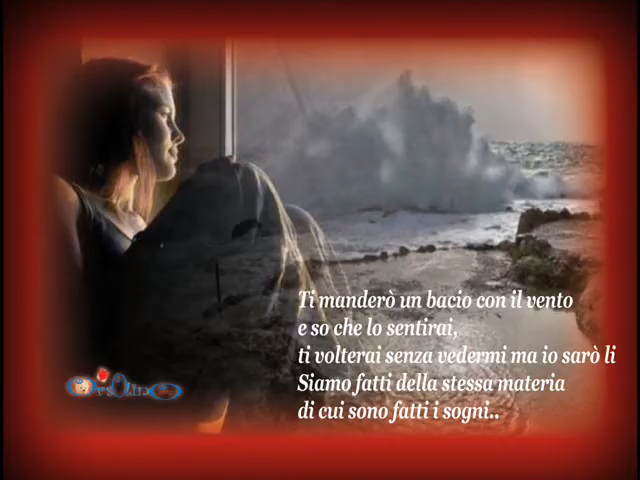 Ti manderò un bacio con il vento
e so che lo sentirai,
ti volterai senza vedermi ma io sarò li
Siamo fatti della stessa materia
di cui sono fatti i sogni..